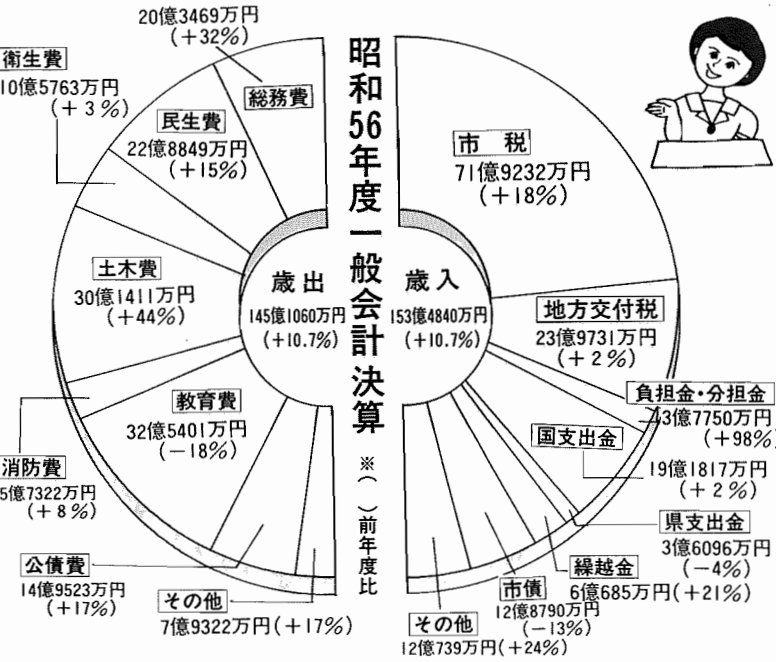 昭和56年度一般会計決算
※( )前年度比
歳出
145億1060万円
(+10.7%)
総務費
20億3469万円
(+32%)
民生費
22億8849万円
(+15%)
衛生費
10億5763万円
(+3%)
土木費
30億1411万円
(+44%)
消防費
5億7322万円
(+8%)
教育費
32億5401万円
(-18%)
公債費
14億9523万円
(+17%)
その他
7億9322万円(+17%)
歳入
153億4840万円
(+10.7%)
市税
71億9232万円
(+18%)
地方交付税
23億9731万円
(+2%)
負担金・分担金
3億7750万円
(+98%)
国支出金
19億1817万円
(+2%)
県支出金
3億6096万円
(-4%)
繰越金
6億685万円(+21%)
市債
12億8790万円
(-13%)
その他
12億739万円(+24%)